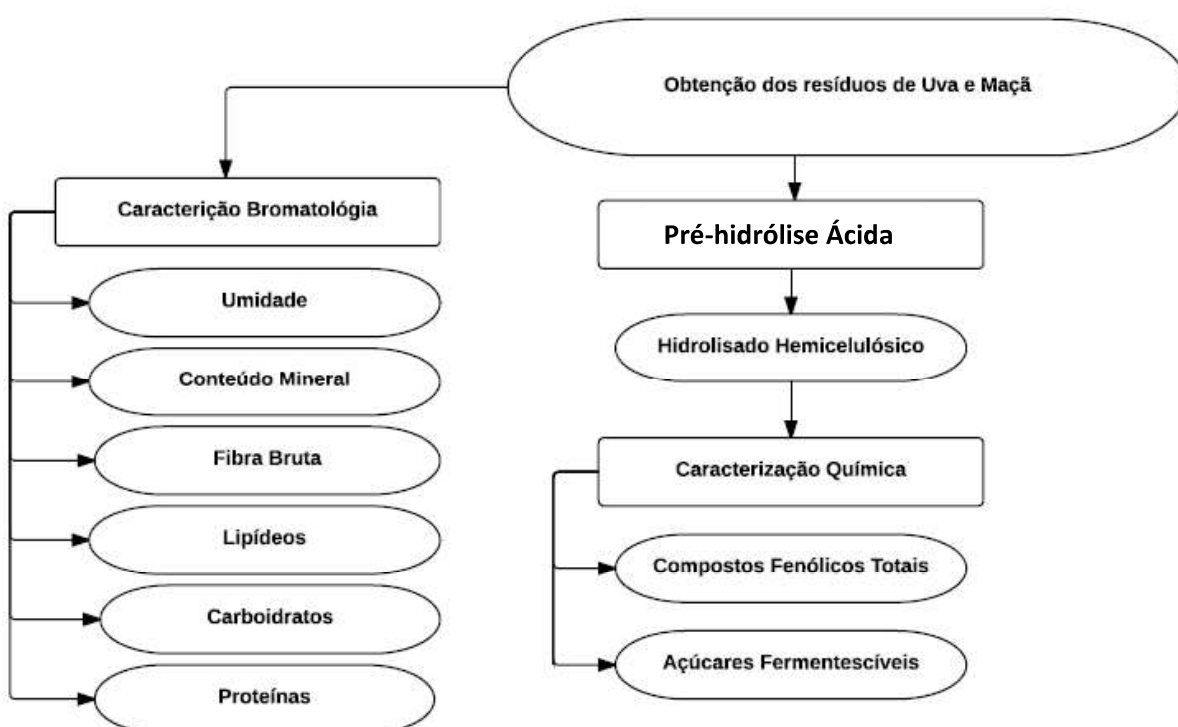 Obtenção dos resíduos de Uva e Maçã
Caracterição Bromatológia
Umidade
Conteúdo Mineral
Fibra Bruta
Lipídeos
Carboidratos
Proteínas
Pré-hidrólise Ácida
Hidrolisado Hemicelulósico
Caracterização Química
Compostos Fenólicos Totais
Açúcares Fermentescíveis